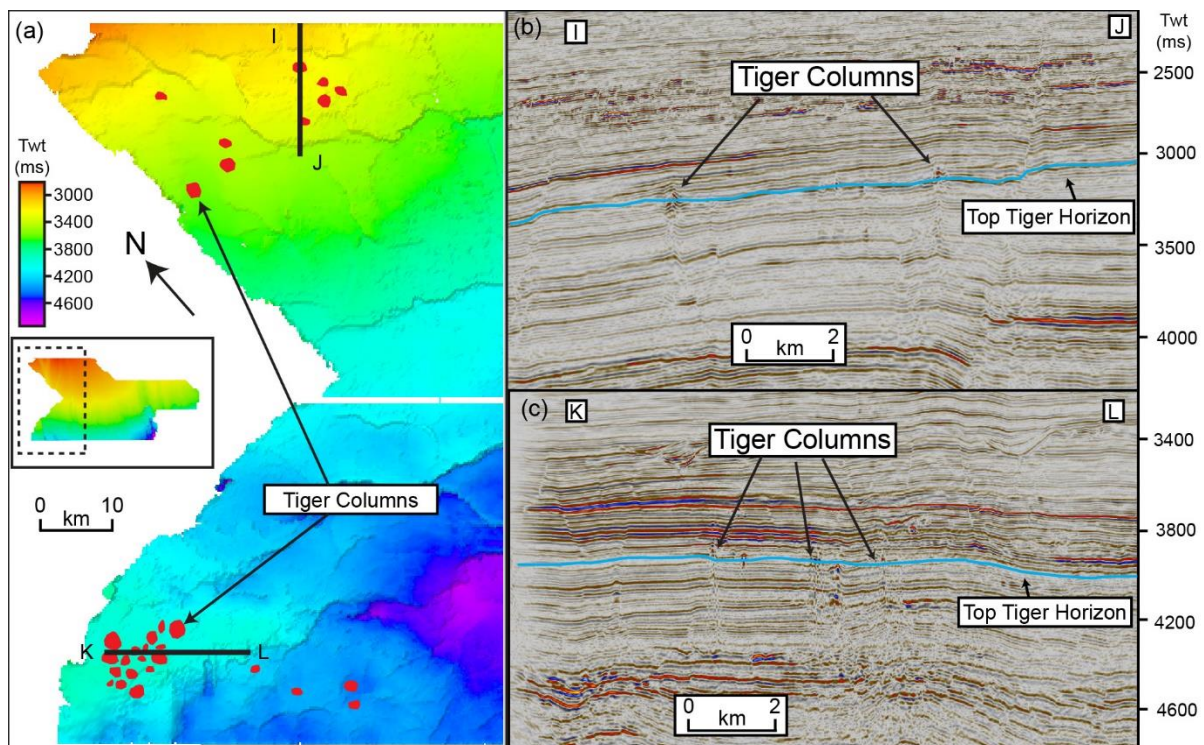 (a)
I
J
Twt
(ms)
3000
3400
3800
4200
4600
N
0 10
km
Tiger Columns
K
L
(b)
I
J
Tiger Columns
Top Tiger Horizon
0 2
km
Twt
(ms)
2500
3000
3500
4000
(c)
K
L
Tiger Columns
Top Tiger Horizon
0 2
km
3400
3800
4200
4600